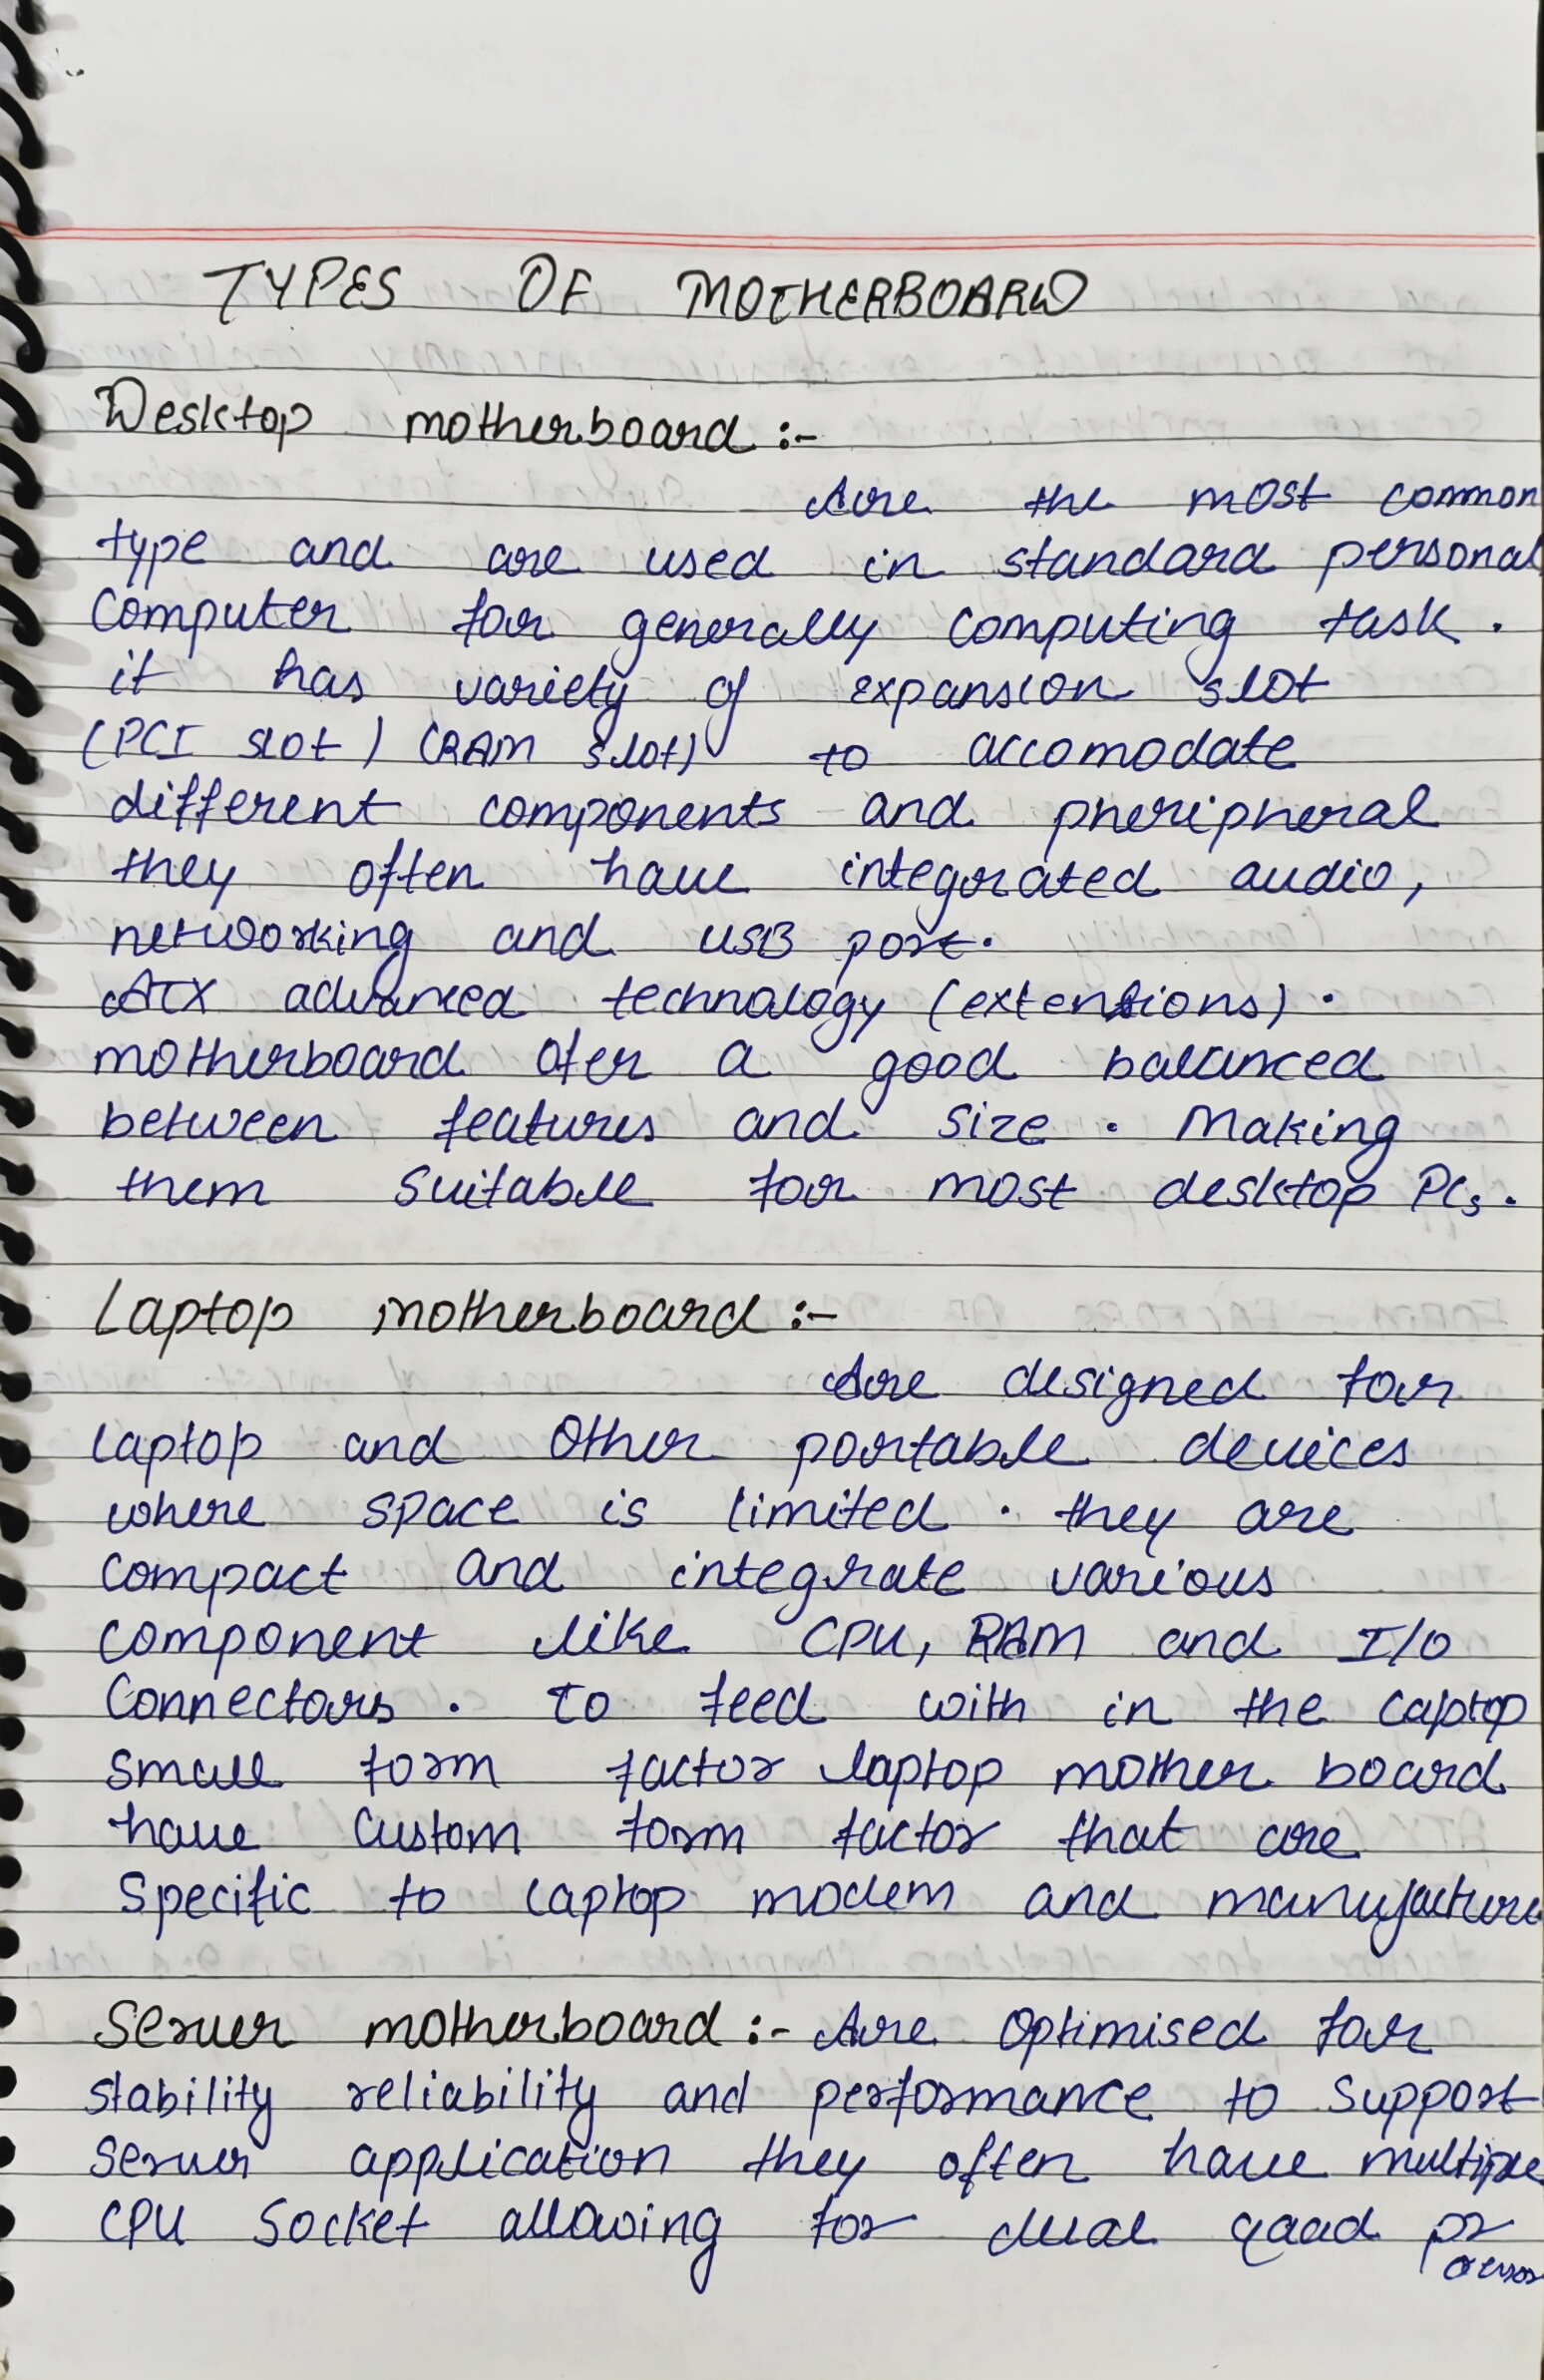 TYPES OF MOTHERBOARD
Desktop motherboard :-
Are the most common
type and are used in standard personal
Computer for generally computing task .
it has variety of expansion slot
(PCI slot) (RAM slot) to accomodate
different components and pheripheral
they often have integrated audio,
networking and USB port.
ATX advanced technology (extentions) .
motherboard ofer a good balanced
between features and size . Making
them suitable for most desktop PCs.
Laptop motherboard :-
Are designed for
laptop and other portable devices
where space is limited . they are
compact and integrate various
component like CPU, RAM and I/O
Connectors . To feed with in the laptop
small form factor laptop mother board
have custom form factor that are
Specific to laptop modem and manufacture
Server motherboard :- Are Optimised for
stability reliability and performance to support
server application they often have multiple
CPU Socket allowing for dual qaad pr